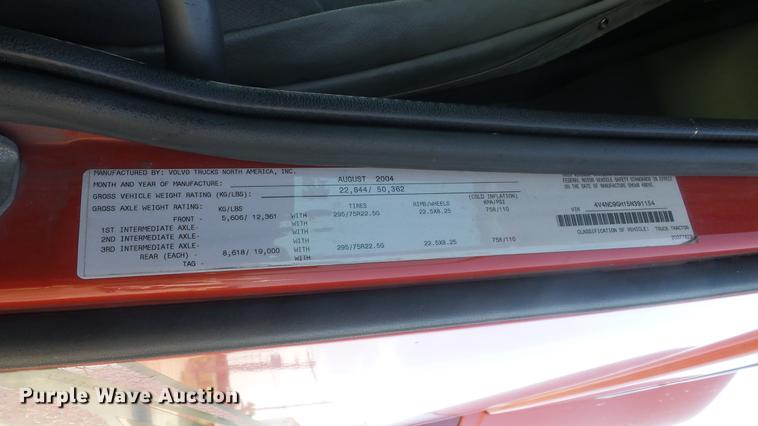 MANUFACTURED BY: VOLVO TRUCKS NORTH AMERICA, INC.
MONTH AND YEAR OF MANUFACTURE: AUGUST 2004
GROSS VEHICLE WEIGHT RATING (KG/LBS) 22,844/ 50,362
GROSS AXLE WEIGHT RATING: KG/LBS TIRES RIMS/WHEELS (COLD INFLATION) KPA/PSI
FRONT - 5,606/ 12,361 WITH 295/75R22.5G 22.5X8.25 758/110
1ST INTERMEDIATE AXLE- WITH
2ND INTERMEDIATE AXLE- WITH
3RD INTERMEDIATE AXLE- WITH
REAR (EACH) - 8,618/ 19,000 WITH 295/75R22.5G 22.5X8.25 758/110
TAG - WITH
FEDERAL MOTOR VEHICLE SAFETY STANDARDS IN EFFECT
ON THE DATE OF MANUFACTURE SHOWN ABOVE.
VIN 4V4NC9GH15N391154
CLASSIFICATION OF VEHICLE: TRUCK TRACTOR
Purple Wave Auction